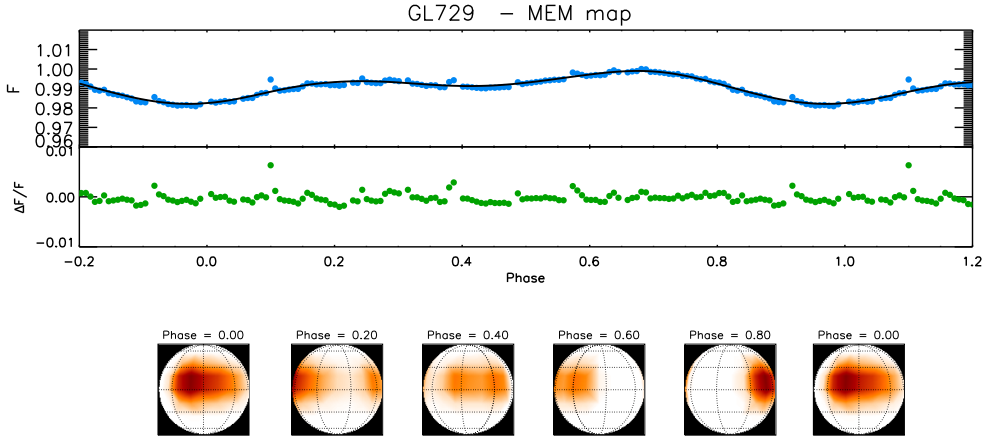 GL729 – MEM map
1.01
1.00
0.99
0.98
0.97
0.96
F
0.01
0.00
-0.01
ΔF/F
-0.2 0.0 0.2 0.4 0.6 0.8 1.0 1.2
Phase
Phase = 0.00 Phase = 0.20 Phase = 0.40 Phase = 0.60 Phase = 0.80 Phase = 0.00